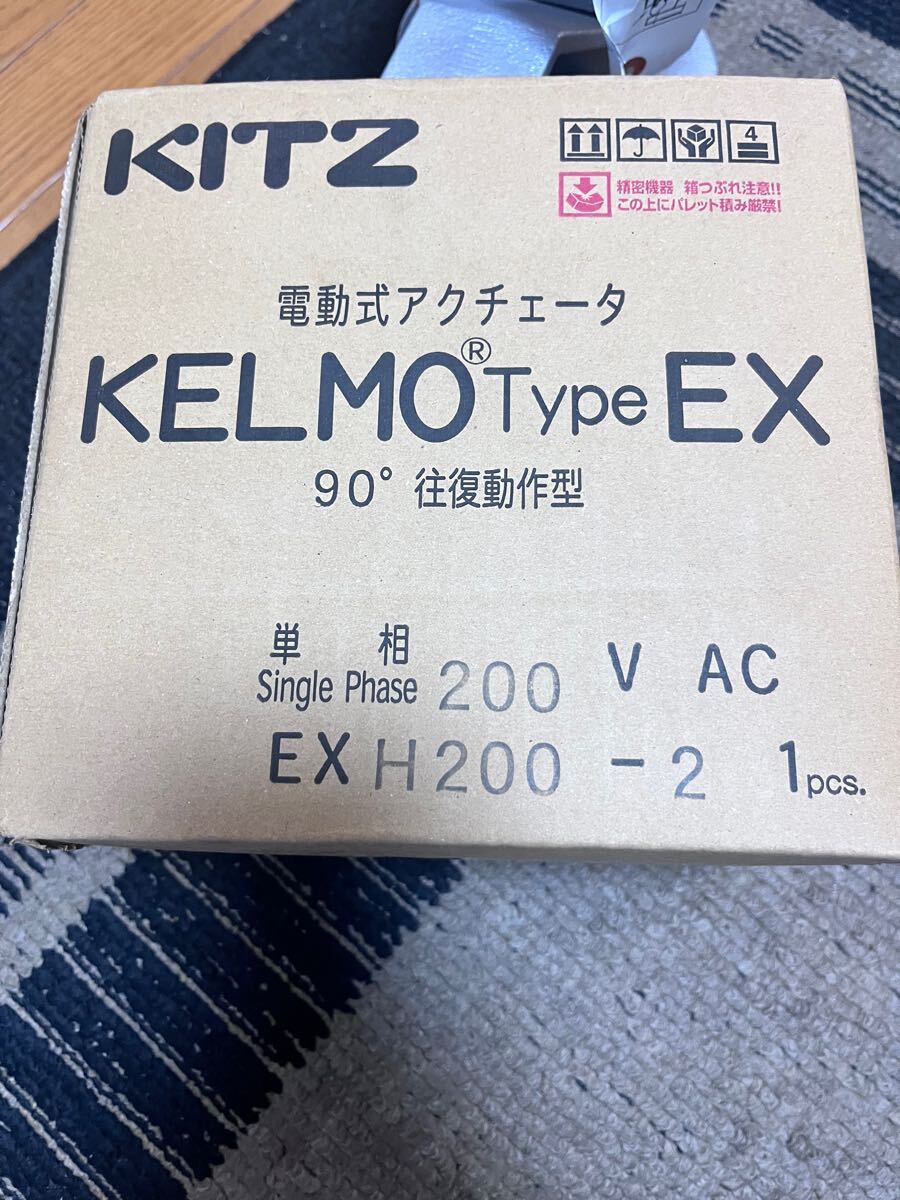 KITZ
4
精密機器 箱つぶれ注意!!
この上にパレット積み厳禁!
電動式アクチェータ
KELMO® Type EX
90° 往復動作型
単 相
Single Phase 200 V AC
EX H200 - 2 1pcs.